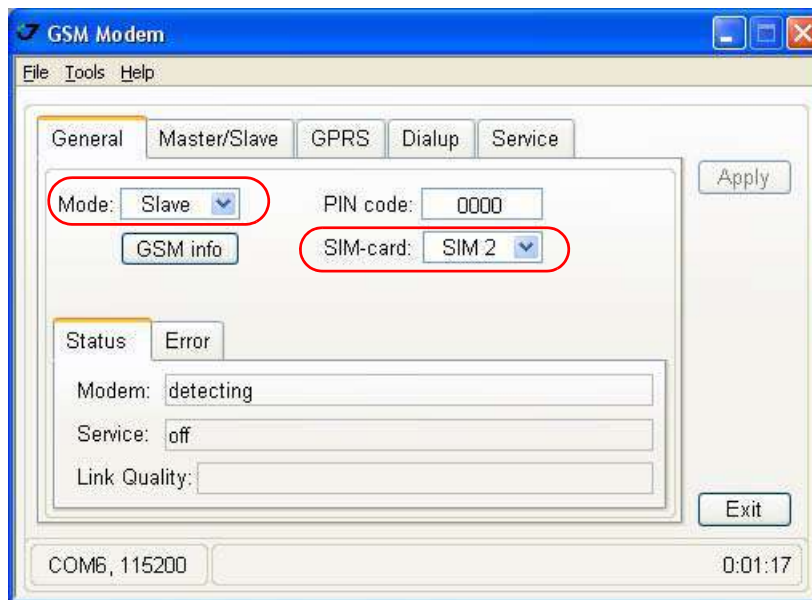 GSM Modem
File Tools Help
General Master/Slave GPRS Dialup Service
Apply
Mode: Slave PIN code: 0000
GSM info SIM-card: SIM 2
Status Error
Modem: detecting
Service: off
Link Quality:
Exit
COM6, 115200 0:01:17